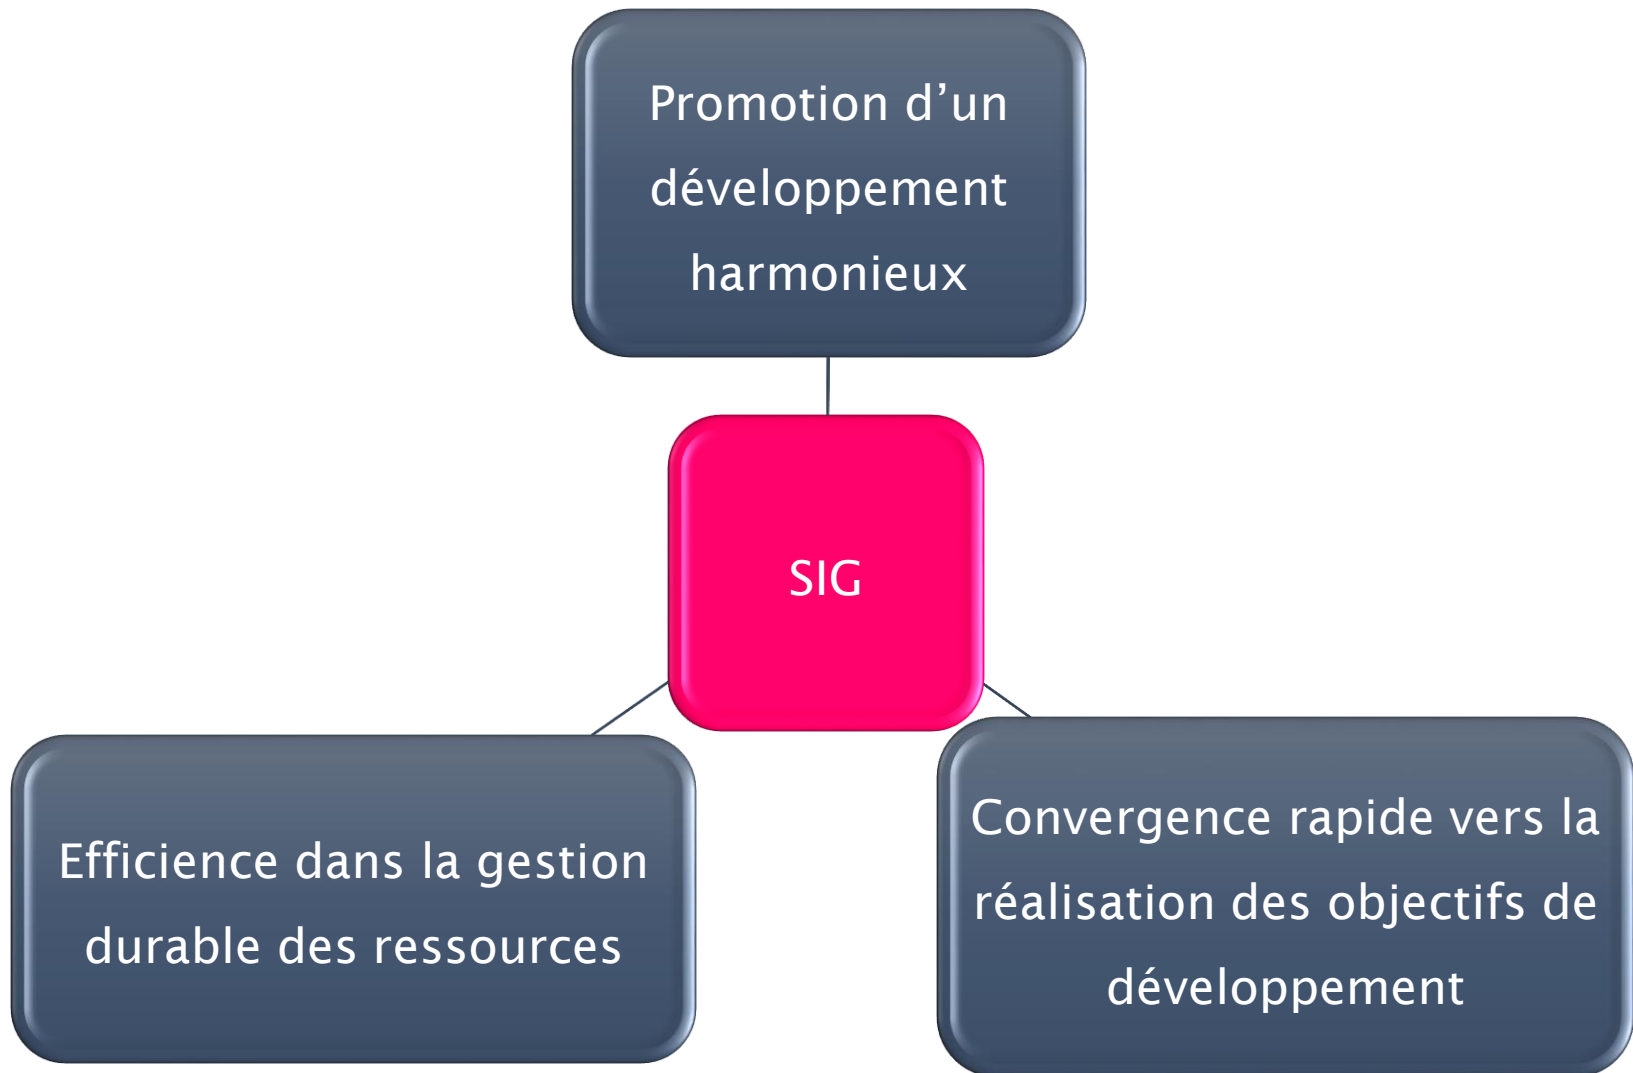 Promotion d’un
développement
harmonieux
SIG
Efficience dans la gestion
durable des ressources
Convergence rapide vers la
réalisation des objectifs de
développement